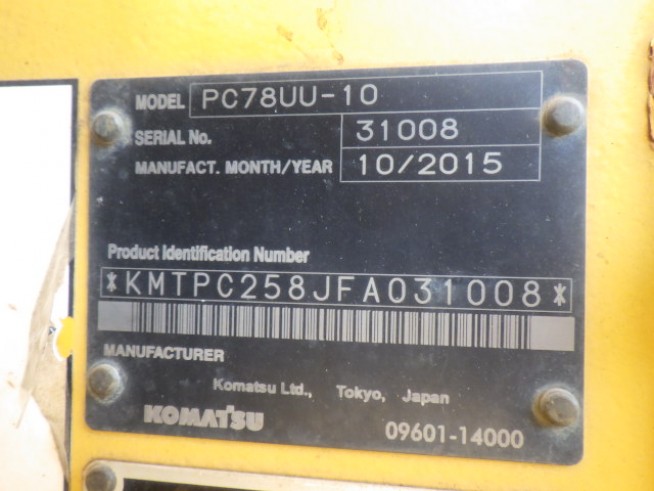 MODEL PC78UU-10
SERIAL No. 31008
MANUFACT. MONTH/YEAR 10/2015
Product Identification Number
*KMTPC258JFA031008*
MANUFACTURER
Komatsu Ltd., Tokyo, Japan
KOMATSU
09601-14000